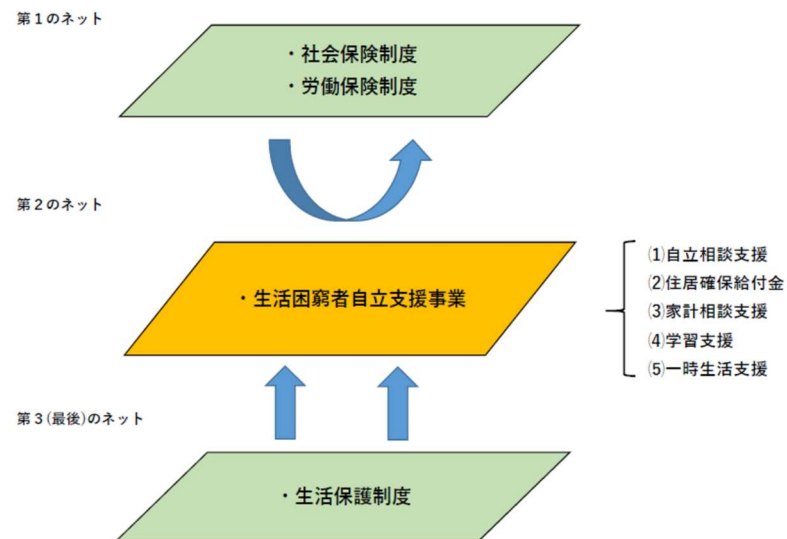 第1のネット
・社会保険制度
・労働保険制度
第2のネット
・生活困窮者自立支援事業
⑴自立相談支援
⑵住居確保給付金
⑶家計相談支援
⑷学習支援
⑸一時生活支援
第3(最後)のネット
・生活保護制度